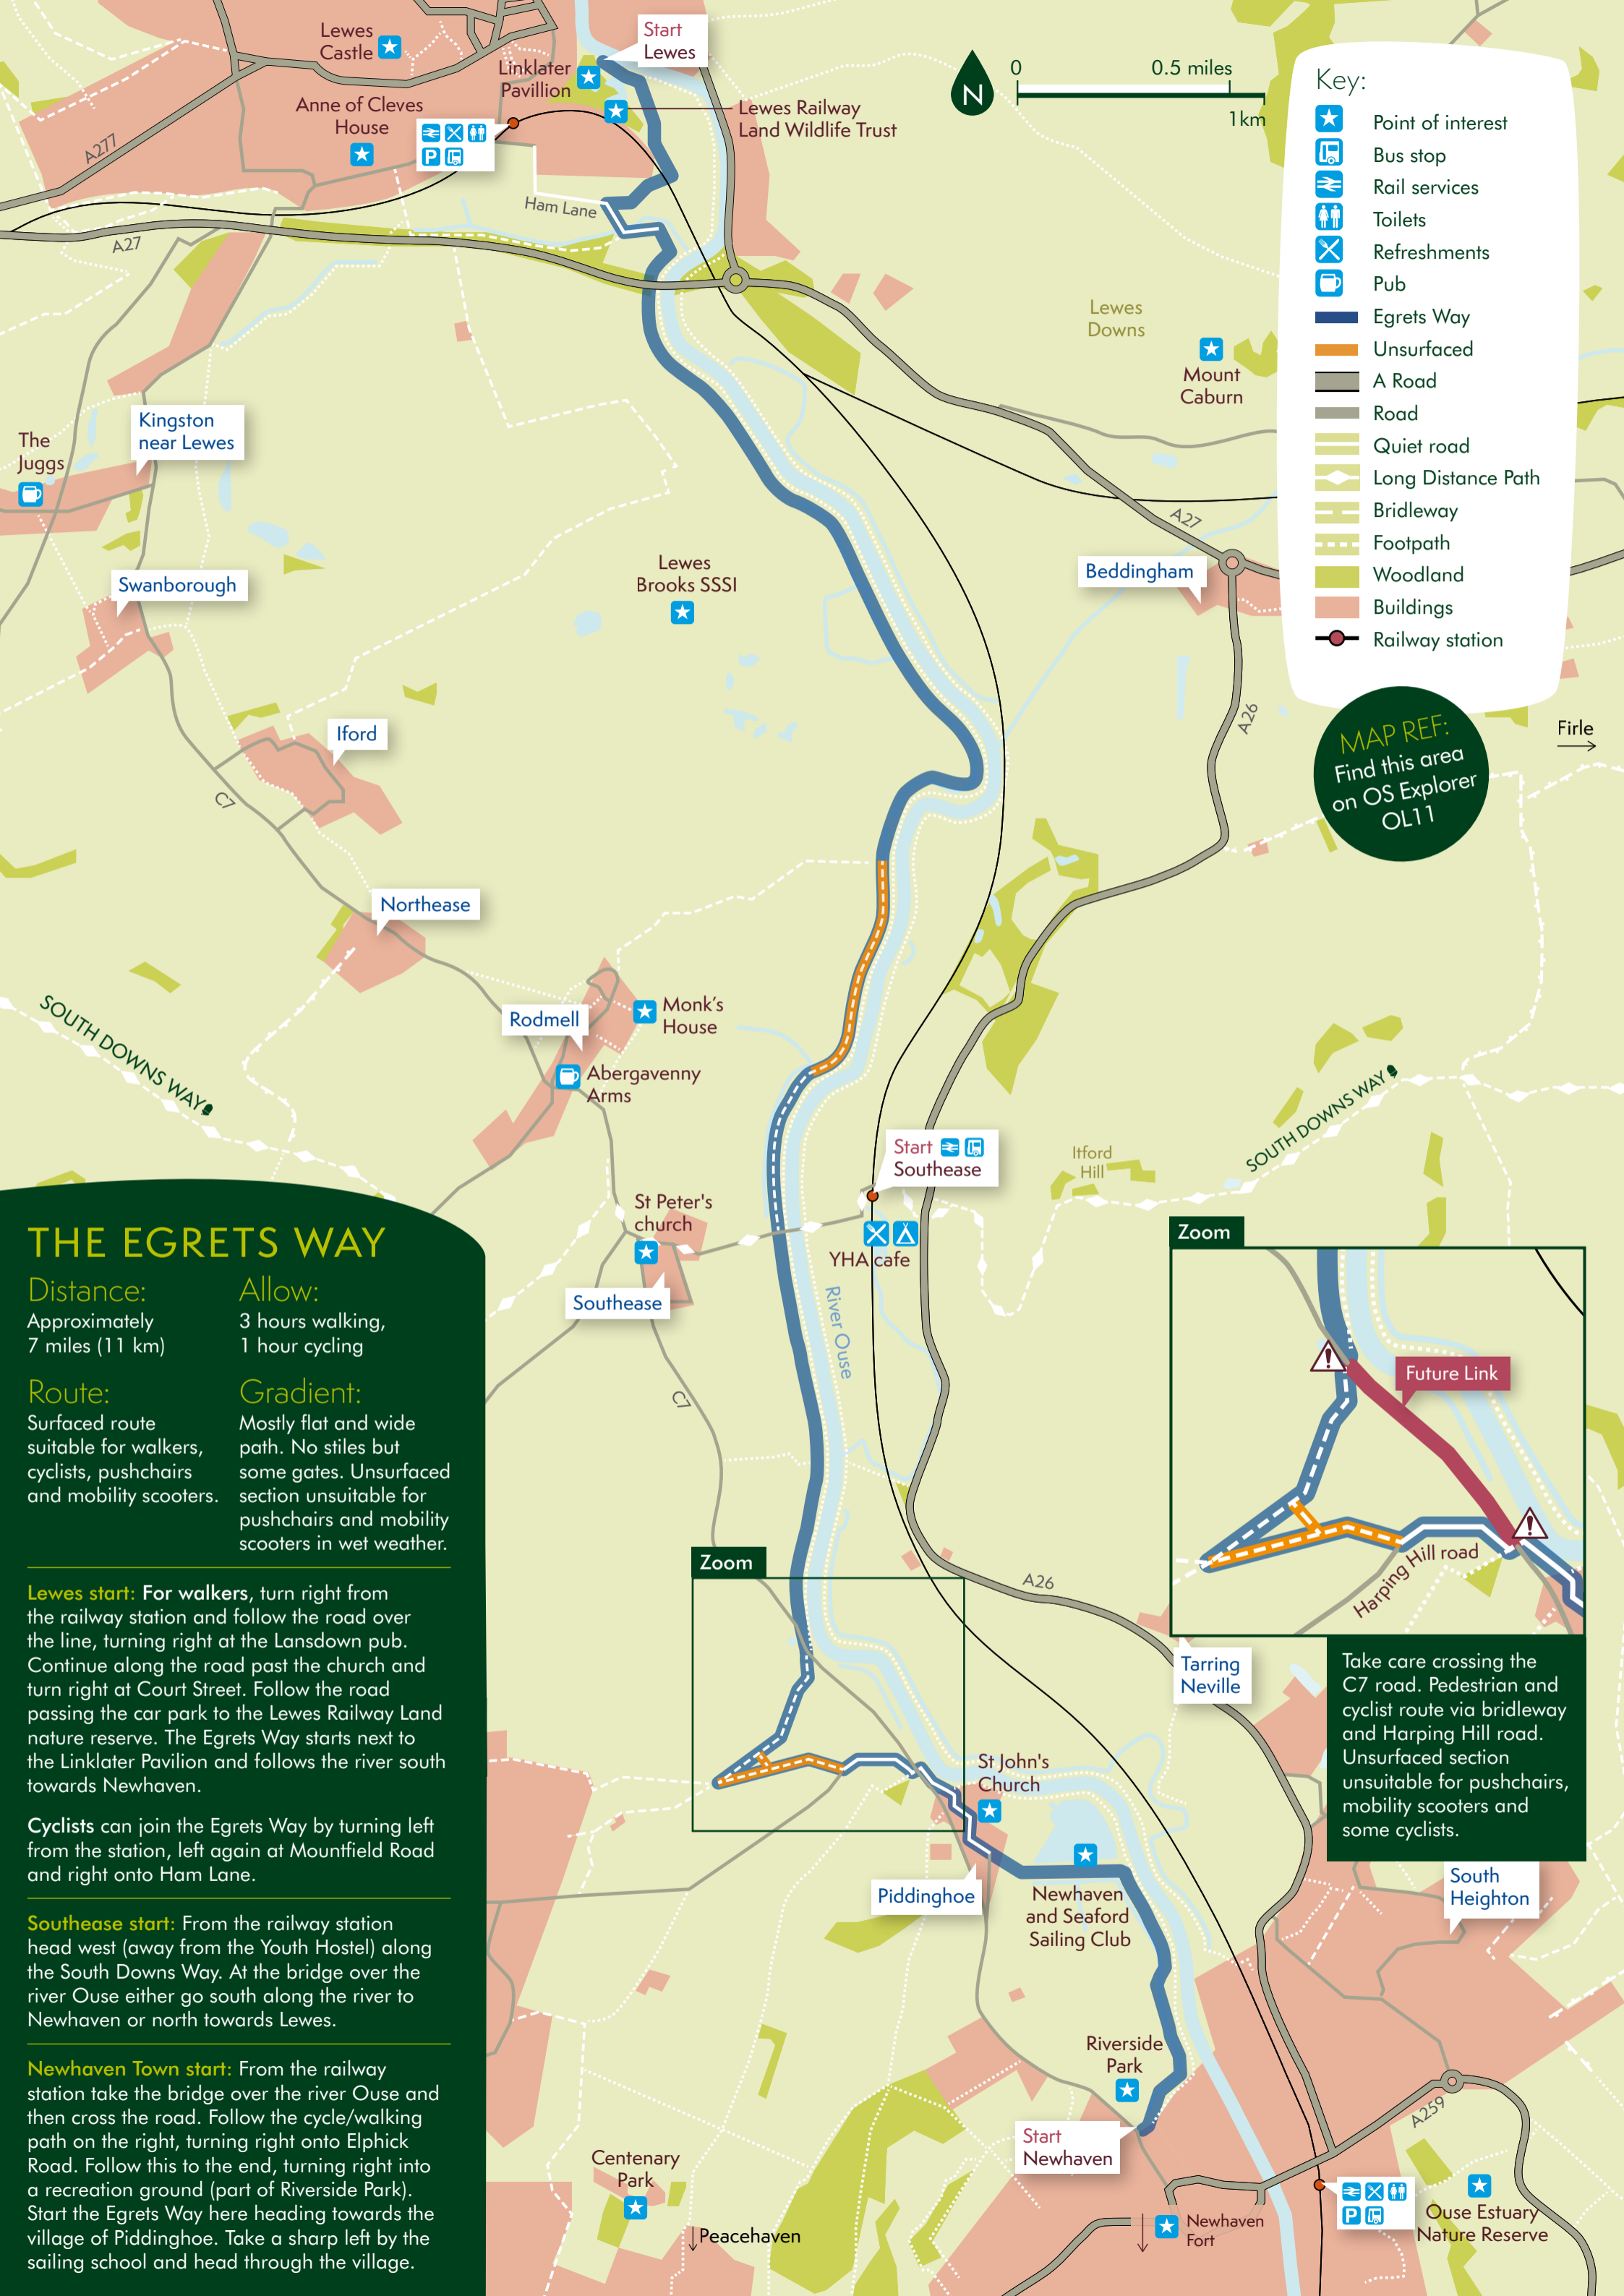 Lewes
Castle
Start
Lewes
Linklater
Pavillion
Anne of Cleves
House
Lewes Railway
Land Wildlife Trust
A277
P
Ham Lane
A27
N
0
0.5 miles
1km
Key:
Point of interest
Bus stop
Rail services
Toilets
Refreshments
Pub
Egrets Way
Unsurfaced
A Road
Road
Quiet road
Long Distance Path
Bridleway
Footpath
Woodland
Buildings
Railway station
MAP REF:
Find this area
on OS Explorer
OL11
Firle
Lewes
Downs
Mount
Caburn
Kingston
near Lewes
The
Juggs
A27
Lewes
Brooks SSSI
Beddingham
Swanborough
A26
Iford
C7
Northease
SOUTH DOWNS WAY
Monk's
House
Rodmell
Abergavenny
Arms
Start
Southease
Itford
Hill
SOUTH DOWNS WAY
St Peter's
church
YHA cafe
Southease
River Ouse
C7
Zoom
A26
Tarring
Neville
St John's
Church
Piddinghoe
Newhaven
and Seaford
Sailing Club
South
Heighton
Riverside
Park
Start
Newhaven
A259
Centenary
Park
Peacehaven
Newhaven
Fort
P
Ouse Estuary
Nature Reserve
Zoom
Future Link
Harping Hill road
Take care crossing the
C7 road. Pedestrian and
cyclist route via bridleway
and Harping Hill road.
Unsurfaced section
unsuitable for pushchairs,
mobility scooters and
some cyclists.
THE EGRETS WAY
Distance:
Approximately
7 miles (11 km)
Allow:
3 hours walking,
1 hour cycling
Route:
Surfaced route
suitable for walkers,
cyclists, pushchairs
and mobility scooters.
Gradient:
Mostly flat and wide
path. No stiles but
some gates. Unsurfaced
section unsuitable for
pushchairs and mobility
scooters in wet weather.
Lewes start: For walkers, turn right from
the railway station and follow the road over
the line, turning right at the Lansdown pub.
Continue along the road past the church and
turn right at Court Street. Follow the road
passing the car park to the Lewes Railway Land
nature reserve. The Egrets Way starts next to
the Linklater Pavilion and follows the river south
towards Newhaven.
Cyclists can join the Egrets Way by turning left
from the station, left again at Mountfield Road
and right onto Ham Lane.
Southease start: From the railway station
head west (away from the Youth Hostel) along
the South Downs Way. At the bridge over the
river Ouse either go south along the river to
Newhaven or north towards Lewes.
Newhaven Town start: From the railway
station take the bridge over the river Ouse and
then cross the road. Follow the cycle/walking
path on the right, turning right onto Elphick
Road. Follow this to the end, turning right into
a recreation ground (part of Riverside Park).
Start the Egrets Way here heading towards the
village of Piddinghoe. Take a sharp left by the
sailing school and head through the village.